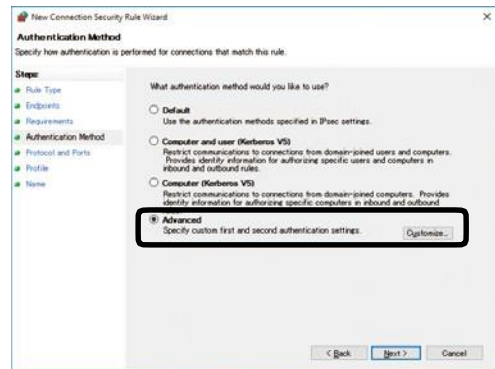 New Connection Security Rule Wizard
Authentication Method
Specify how authentication is performed for connections that match this rule.
Steps:
Rule Type
Endpoints
Requirements
Authentication Method
Protocol and Ports
Profile
Name
What authentication method would you like to use?
Default
Use the authentication methods specified in IPsec settings.
Computer and user (Kerberos V5)
Restrict communications to connections from domain-joined users and computers.
Provides identity information for authorizing specific users and computers in
inbound and outbound rules.
Computer (Kerberos V5)
Restrict communications to connections from domain-joined computers. Provides
identity information for authorizing specific computers in inbound and outbound
Advanced
Specify custom first and second authentication settings.
Customize...
< Back
Next >
Cancel